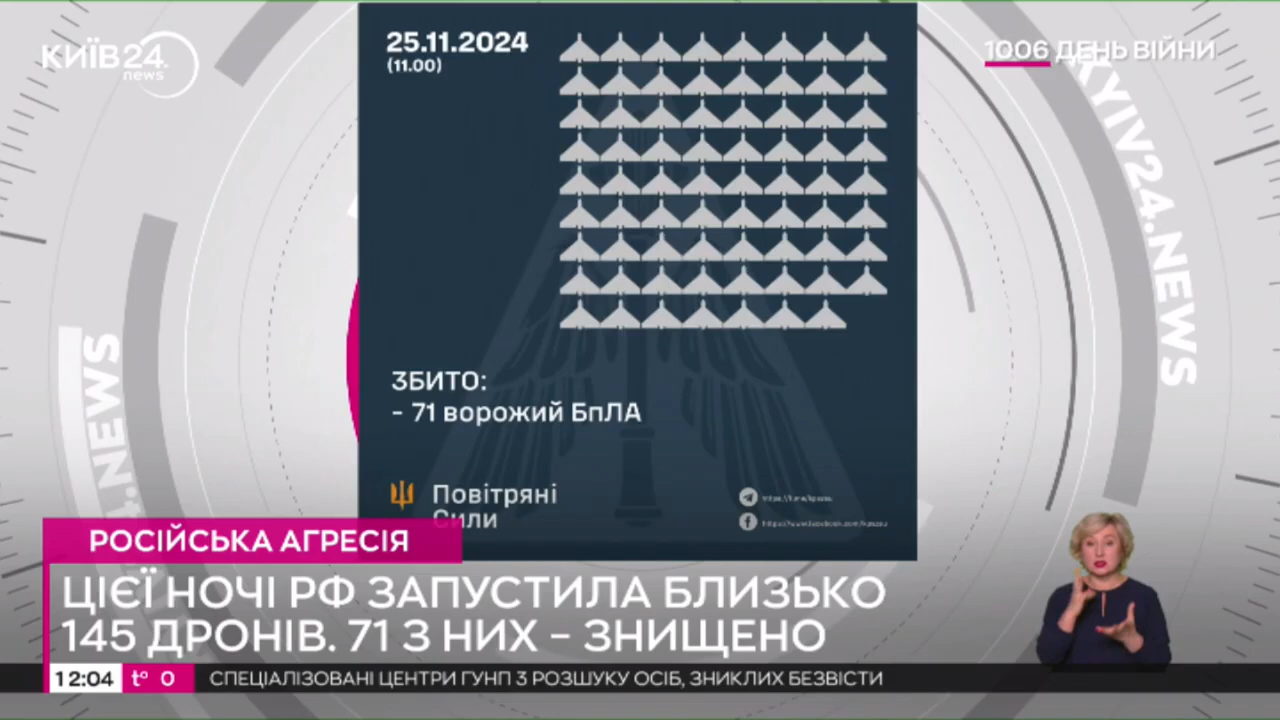 КИЇВ24.
news
1006 ДЕНЬ ВІЙНИ
25.11.2024
(11.00)
KYIV24.NEWS
.NEWS
ЗБИТО:
- 71 ворожий БпЛА
Повітряні
Сили
РОСІЙСЬКА АГРЕСІЯ
ЦІЄЇ НОЧІ РФ ЗАПУСТИЛА БЛИЗЬКО
145 ДРОНІВ. 71 З НИХ – ЗНИЩЕНО
12:04 t° 0 СПЕЦІАЛІЗОВАНІ ЦЕНТРИ ГУНП З РОЗШУКУ ОСІБ, ЗНИКЛИХ БЕЗВІСТИ